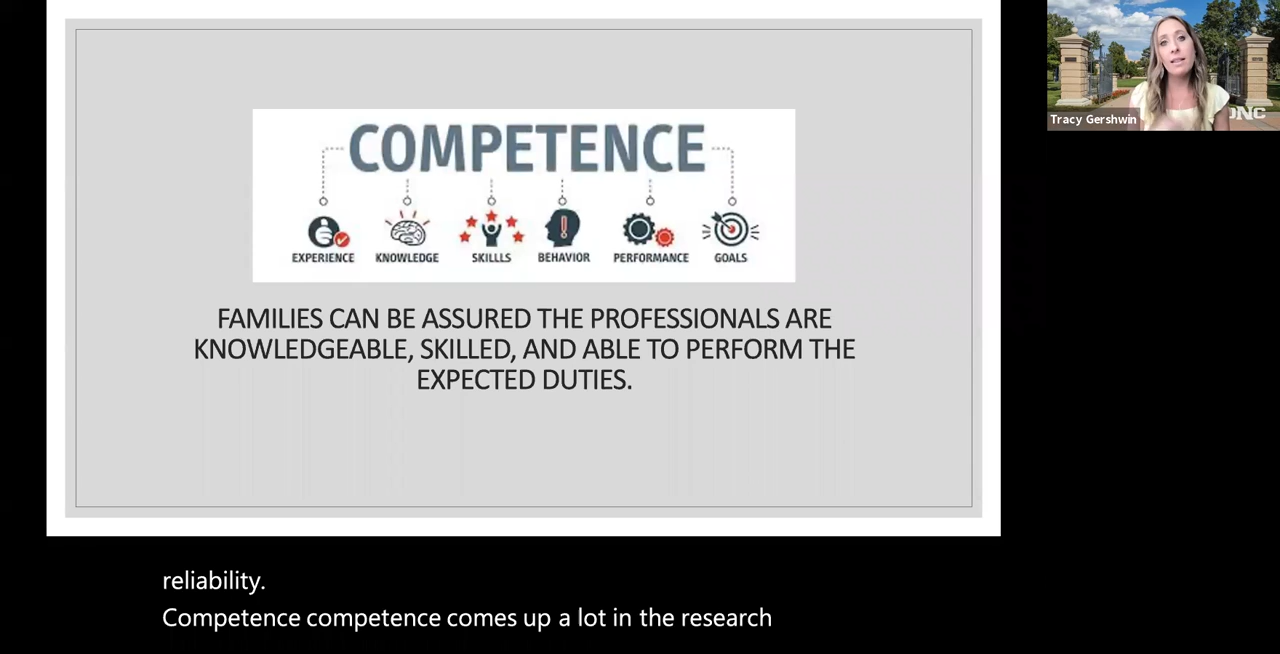 COMPETENCE
EXPERIENCE KNOWLEDGE SKILLLS BEHAVIOR PERFORMANCE GOALS
FAMILIES CAN BE ASSURED THE PROFESSIONALS ARE
KNOWLEDGEABLE, SKILLED, AND ABLE TO PERFORM THE
EXPECTED DUTIES.
Tracy Gershwin
reliability.
Competence competence comes up a lot in the research